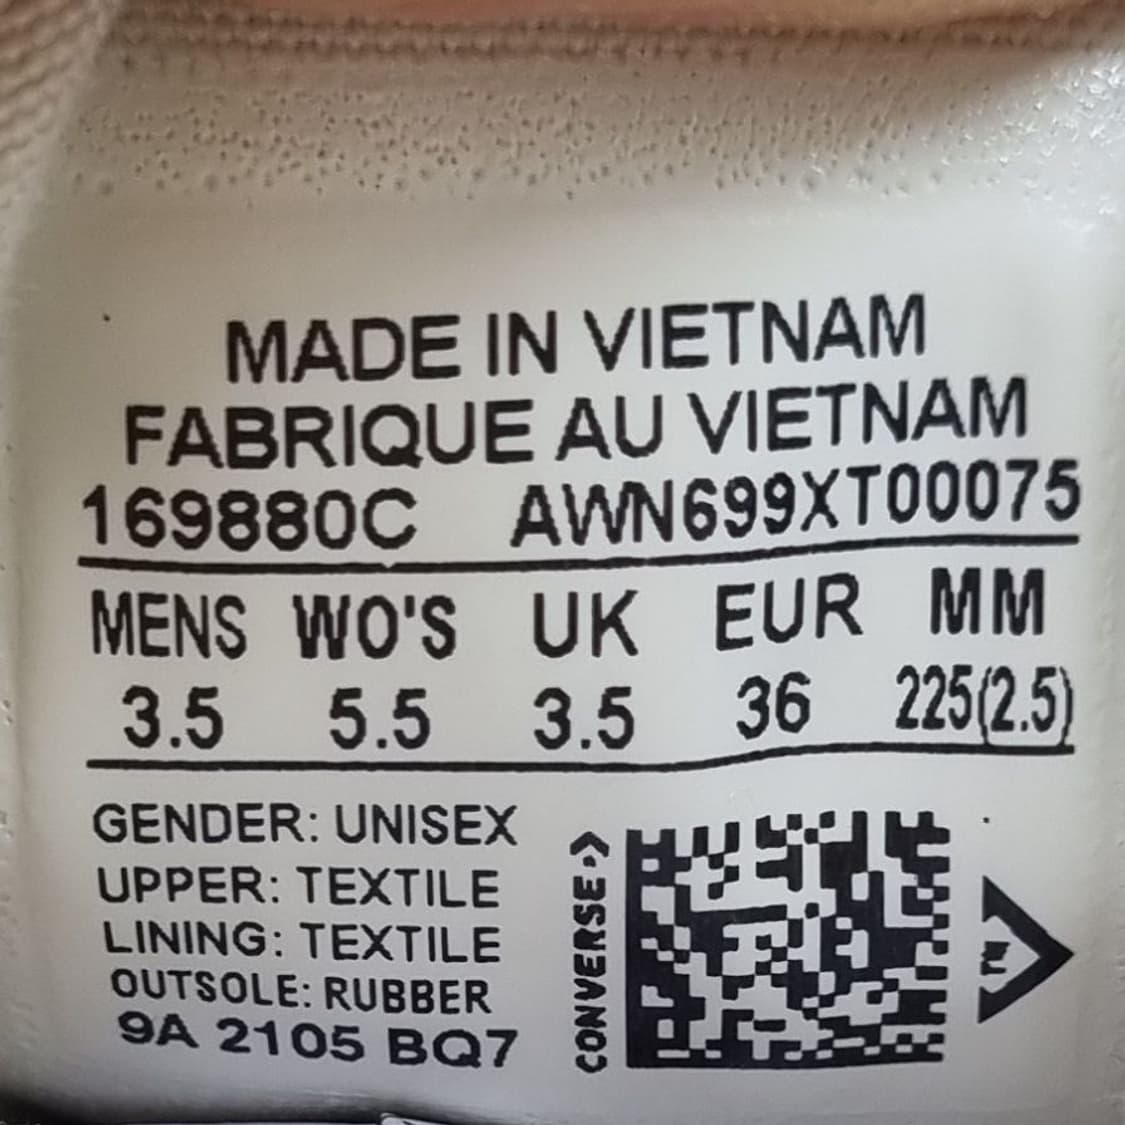 MADE IN VIETNAM
FABRIQUE AU VIETNAM
169880C AWN699XT00075
MENS WO'S UK EUR MM
3.5 5.5 3.5 36 225(2.5)
GENDER: UNISEX
UPPER: TEXTILE
LINING: TEXTILE
OUTSOLE: RUBBER
9A 2105 BQ7
CONVERSE